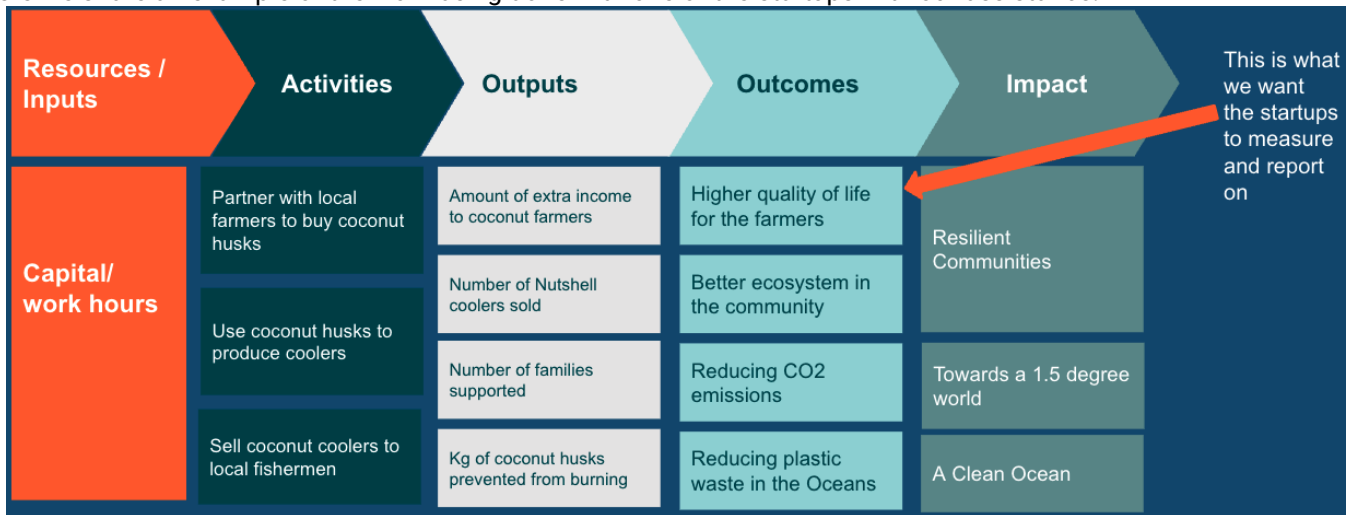 Resources /
Inputs
Activities
Outputs
Outcomes
Impact
This is what
we want
the startups
to measure
and report
on
Capital/
work hours
Partner with local
farmers to buy coconut
husks
Use coconut husks to
produce coolers
Sell coconut coolers to
local fishermen
Amount of extra income
to coconut farmers
Number of Nutshell
coolers sold
Number of families
supported
Kg of coconut husks
prevented from burning
Higher quality of life
for the farmers
Better ecosystem in
the community
Reducing CO2
emissions
Reducing plastic
waste in the Oceans
Resilient
Communities
Towards a 1.5 degree
world
A Clean Ocean